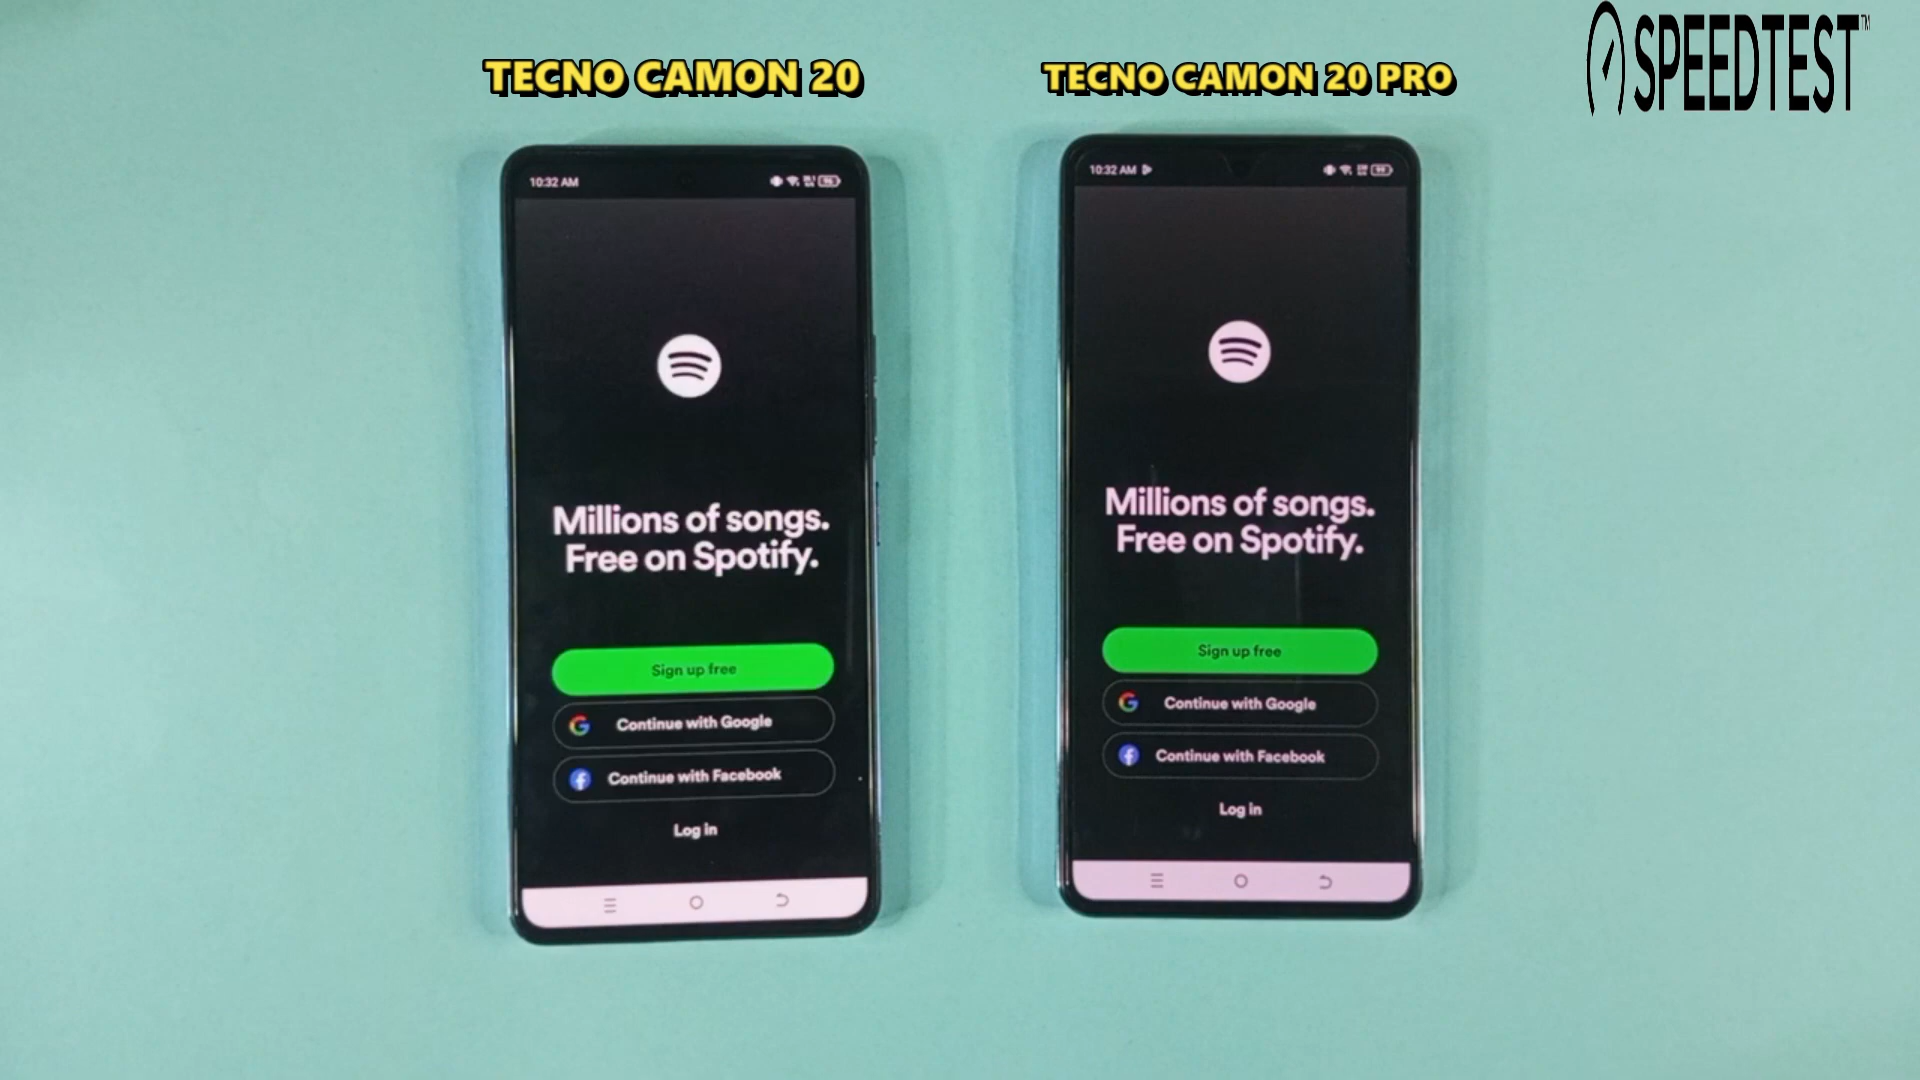 TECNO CAMON 20
TECNO CAMON 20 PRO
SPEEDTEST™
10:32 AM
Millions of songs.
Free on Spotify.
Sign up free
Continue with Google
Continue with Facebook
Log in
10:32 AM
Millions of songs.
Free on Spotify.
Sign up free
Continue with Google
Continue with Facebook
Log in